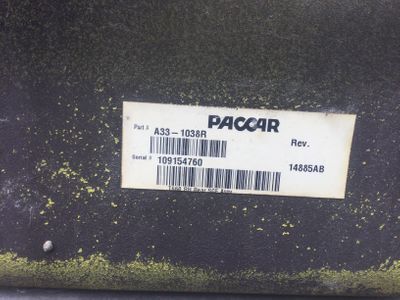 PACCAR
Part # A33-1038R
Rev.
Serial # 109154760
14885AB